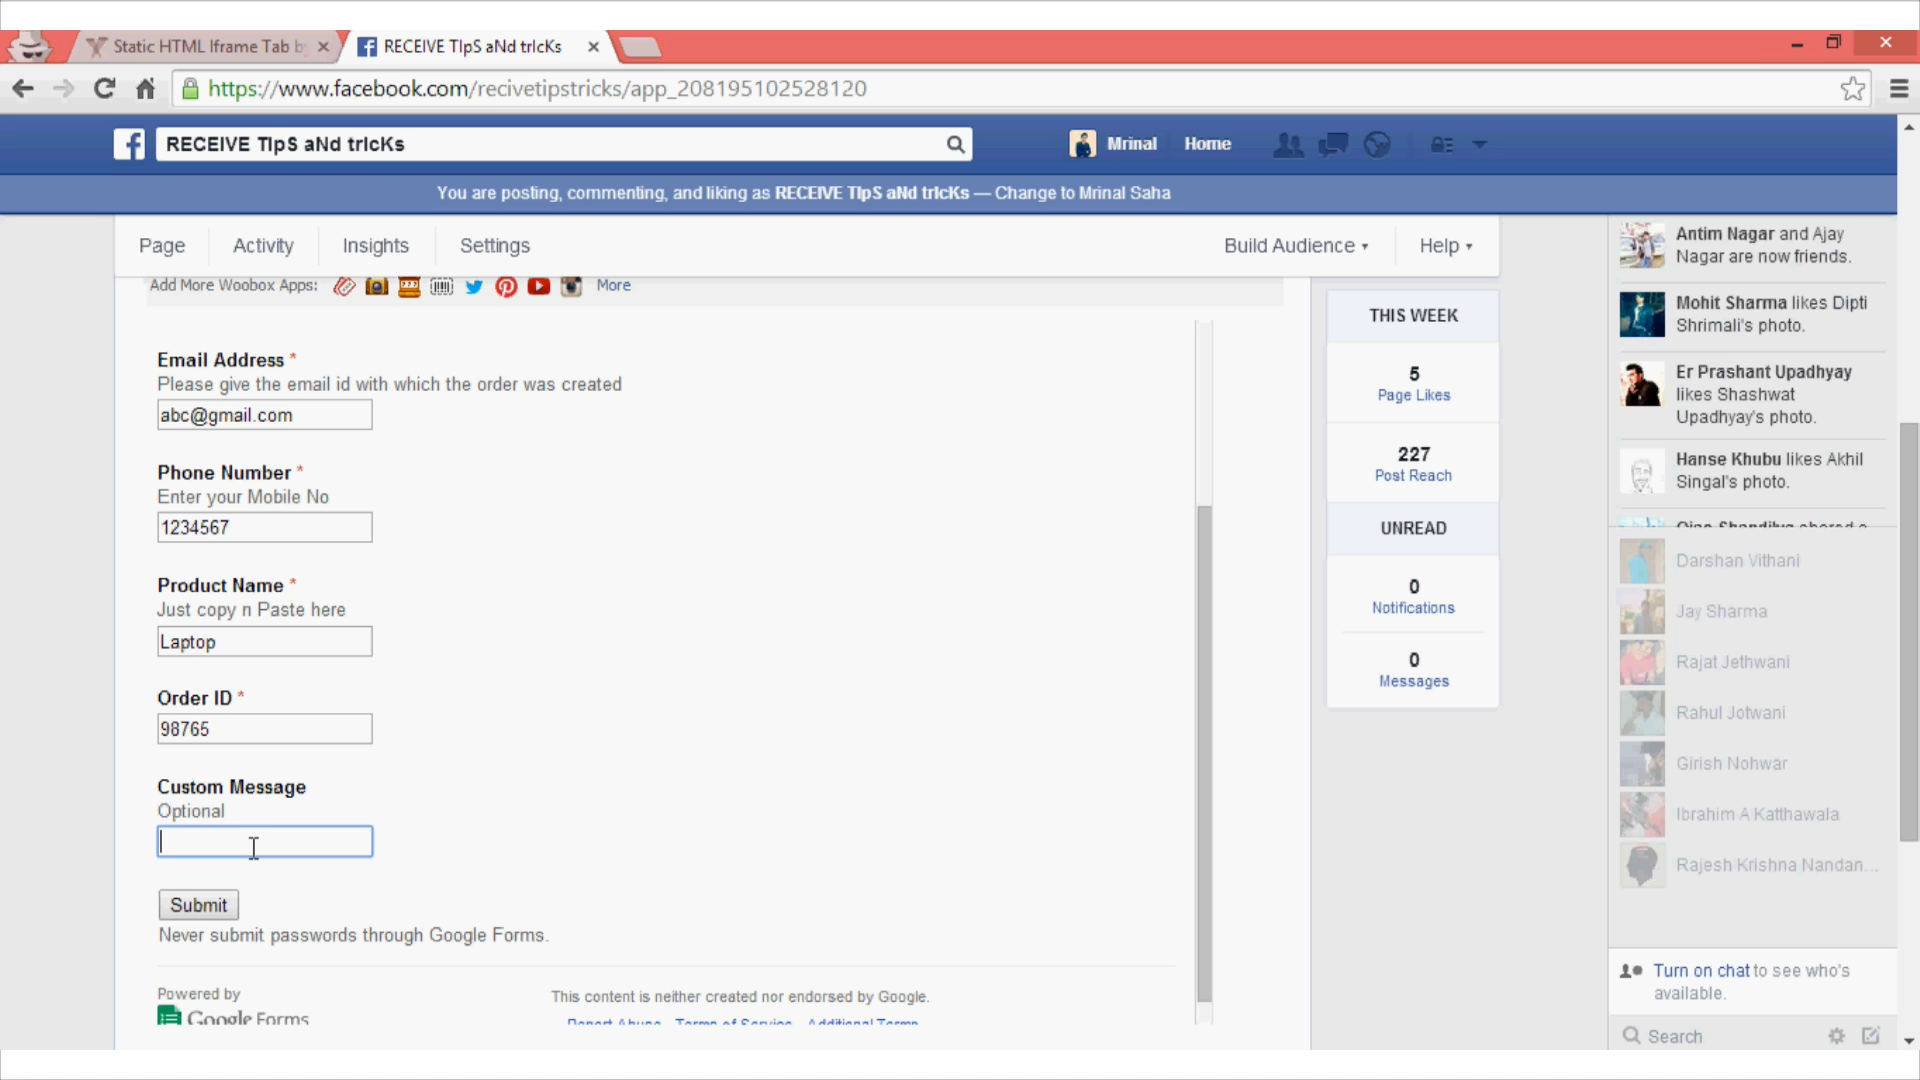 Static HTML Iframe Tab b
RECEIVE TIpS aNd trIcKs
https://www.facebook.com/recivetipstricks/app_208195102528120
RECEIVE TIpS aNd trIcKs
Mrinal
Home
You are posting, commenting, and liking as RECEIVE TIpS aNd trIcKs — Change to Mrinal Saha
Page
Activity
Insights
Settings
Build Audience
Help
Add More Woobox Apps:
More
Email Address *
Please give the email id with which the order was created
abc@gmail.com
Phone Number *
Enter your Mobile No
1234567
Product Name *
Just copy n Paste here
Laptop
Order ID *
98765
Custom Message
Optional
Submit
Never submit passwords through Google Forms.
Powered by
Google Forms
This content is neither created nor endorsed by Google.
Report Abuse - Terms of Service - Additional Terms
THIS WEEK
5
Page Likes
227
Post Reach
UNREAD
0
Notifications
0
Messages
Antim Nagar and Ajay
Nagar are now friends.
Mohit Sharma likes Dipti
Shrimali's photo.
Er Prashant Upadhyay
likes Shashwat
Upadhyay's photo.
Hanse Khubu likes Akhil
Singal's photo.
Darshan Vithani
Jay Sharma
Rajat Jethwani
Rahul Jotwani
Girish Nohwar
Ibrahim A Katthawala
Rajesh Krishna Nandan...
Turn on chat to see who's
available.
Search